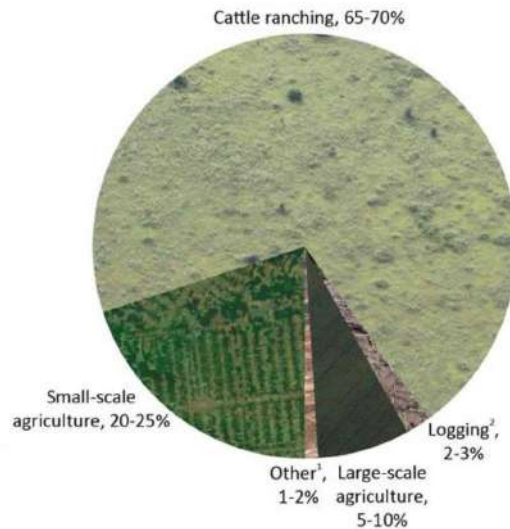 Cattle ranching, 65-70%
Small-scale
agriculture, 20-25%
Other¹,
1-2%
Large-scale
agriculture,
5-10%
Logging²,
2-3%